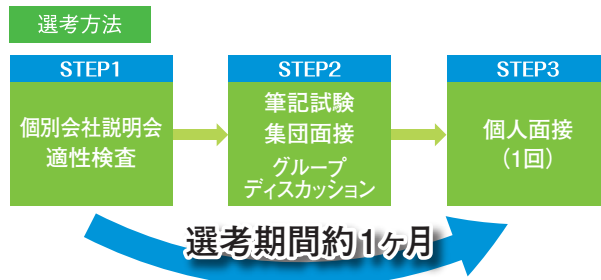 選考方法
STEP1
個別会社説明会
適性検査
STEP2
筆記試験
集団面接
グループ
ディスカッション
STEP3
個人面接
(1回)
選考期間約1ヶ月